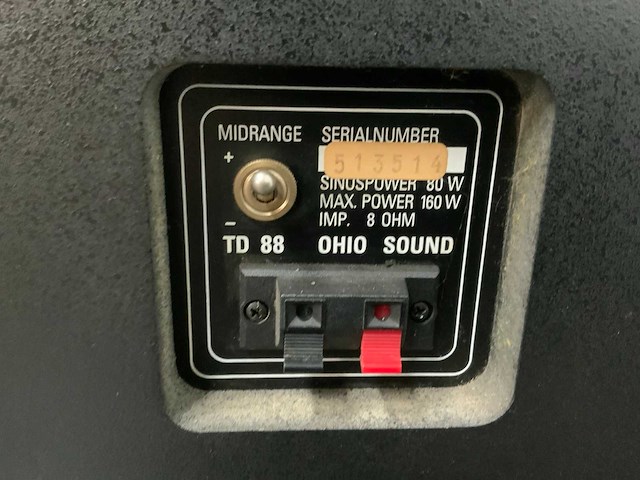 MIDRANGE SERIALNUMBER
+
513514
SINUSPOWER 80 W
MAX. POWER 160 W
IMP. 8 OHM
–
TD 88 OHIO SOUND